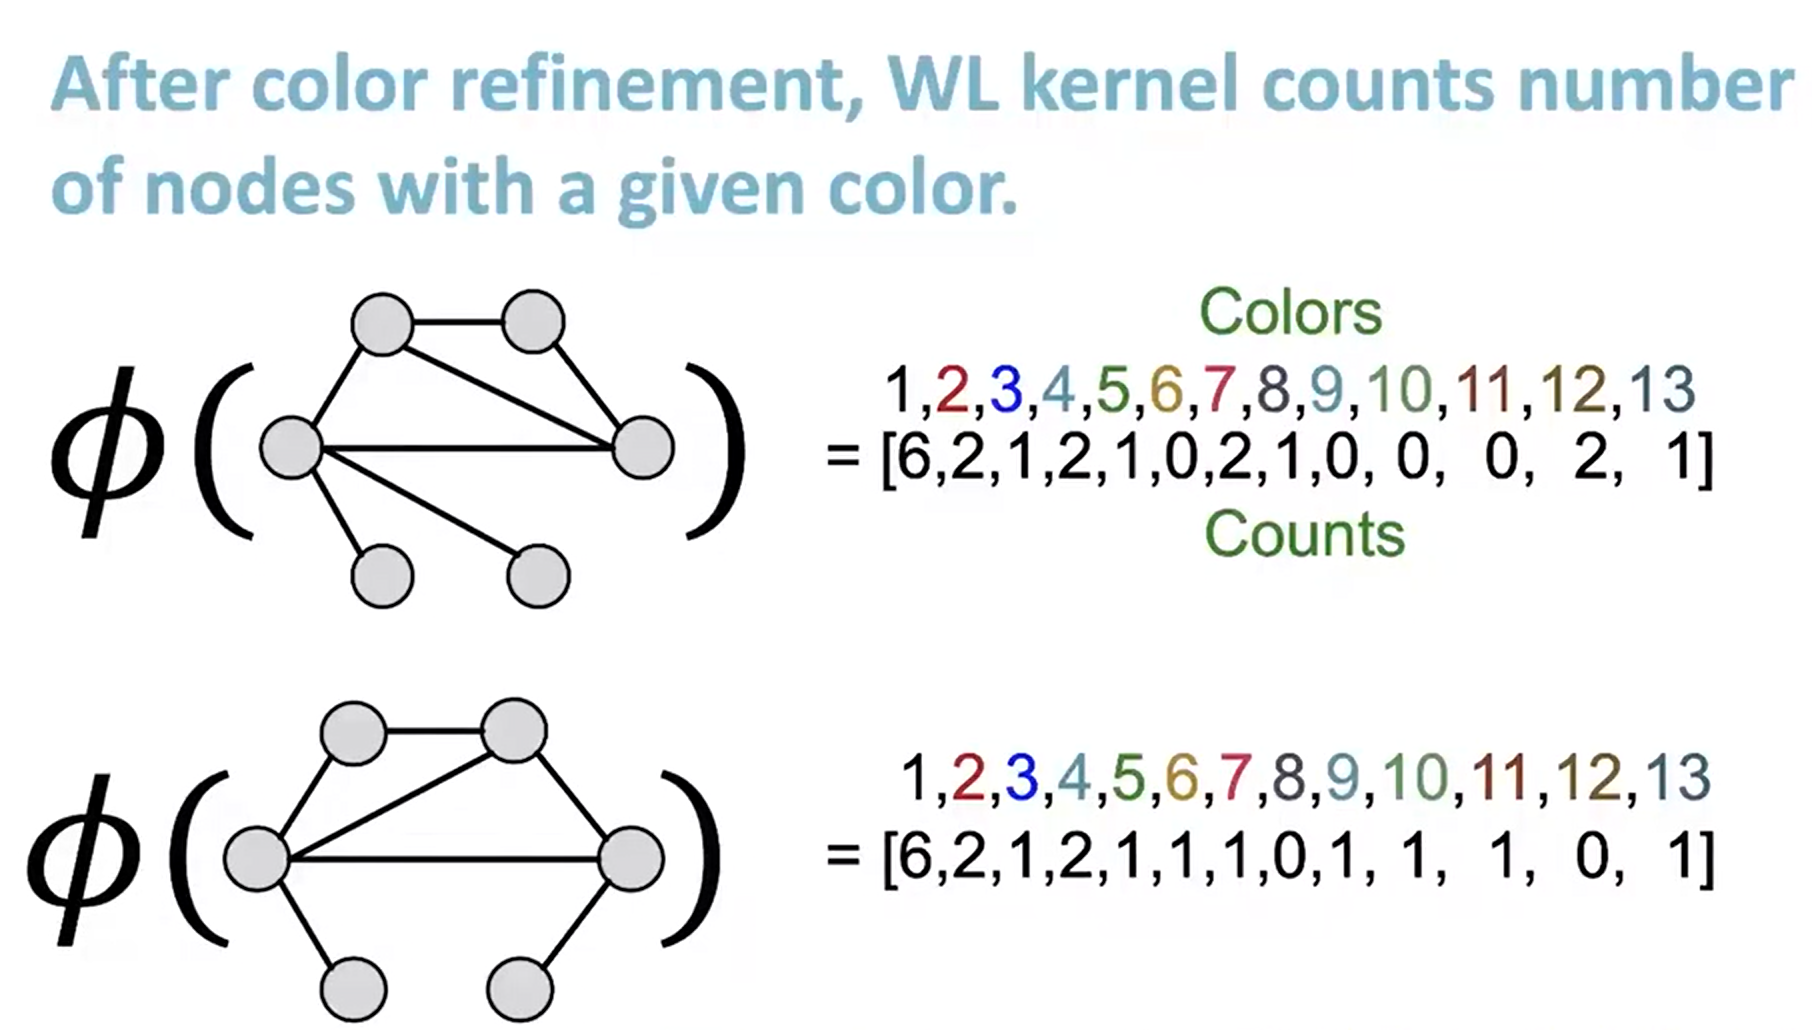 After color refinement, WL kernel counts number
of nodes with a given color.
Colors
1,2,3,4,5,6,7,8,9,10,11,12,13
ϕ( ) = [6,2,1,2,1,0,2,1,0, 0, 0, 2, 1]
Counts
1,2,3,4,5,6,7,8,9,10,11,12,13
ϕ( ) = [6,2,1,2,1,1,1,0,1, 1, 1, 0, 1]